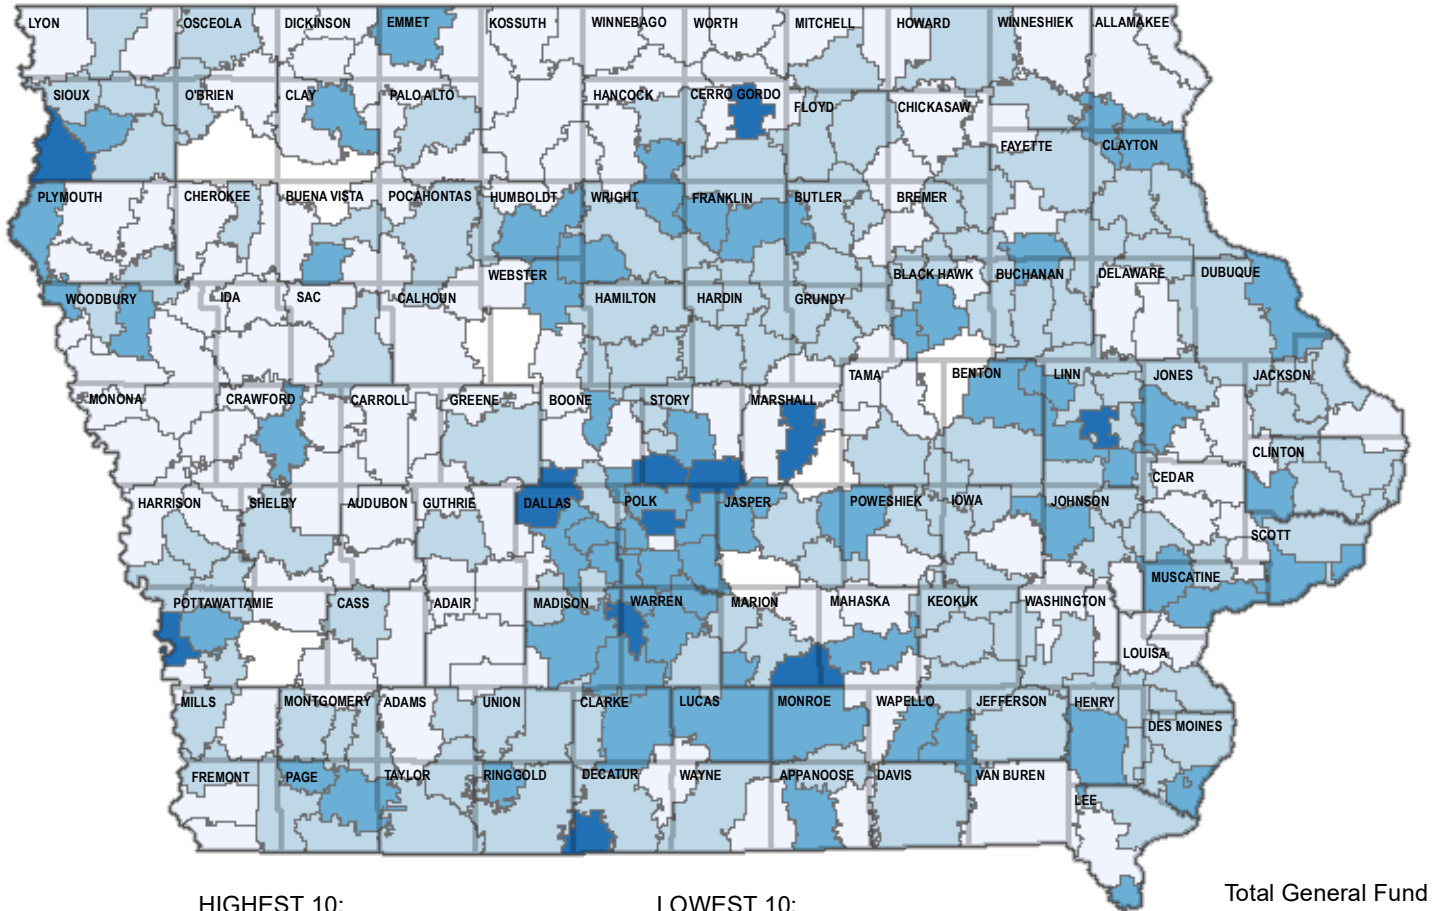 LYON OSCEOLA DICKINSON EMMET KOSSUTH WINNEBAGO WORTH MITCHELL HOWARD WINNESHIEK ALLAMAKEE
SIOUX O'BRIEN CLAY PALO ALTO HANCOCK CERRO GORDO FLOYD CHICKASAW
FAYETTE CLAYTON
PLYMOUTH CHEROKEE BUENA VISTA POCAHONTAS HUMBOLDT WRIGHT FRANKLIN BUTLER BREMER
WEBSTER BLACK HAWK BUCHANAN DELAWARE DUBUQUE
WOODBURY IDA SAC CALHOUN HAMILTON HARDIN GRUNDY
TAMA BENTON LINN JONES JACKSON
MONONA CRAWFORD CARROLL GREENE BOONE STORY MARSHALL
CLINTON
CEDAR
HARRISON SHELBY AUDUBON GUTHRIE DALLAS POLK JASPER POWESHIEK IOWA JOHNSON
SCOTT
MUSCATINE
POTTAWATTAMIE CASS ADAIR MADISON WARREN MARION MAHASKA KEOKUK WASHINGTON
LOUISA
MILLS MONTGOMERY ADAMS UNION CLARKE LUCAS MONROE WAPELLO JEFFERSON HENRY
DES MOINES
FREMONT PAGE TAYLOR RINGGOLD DECATUR WAYNE APPANOOSE DAVIS VAN BUREN
LEE
HIGHEST 10: LOWEST 10: Total General Fund